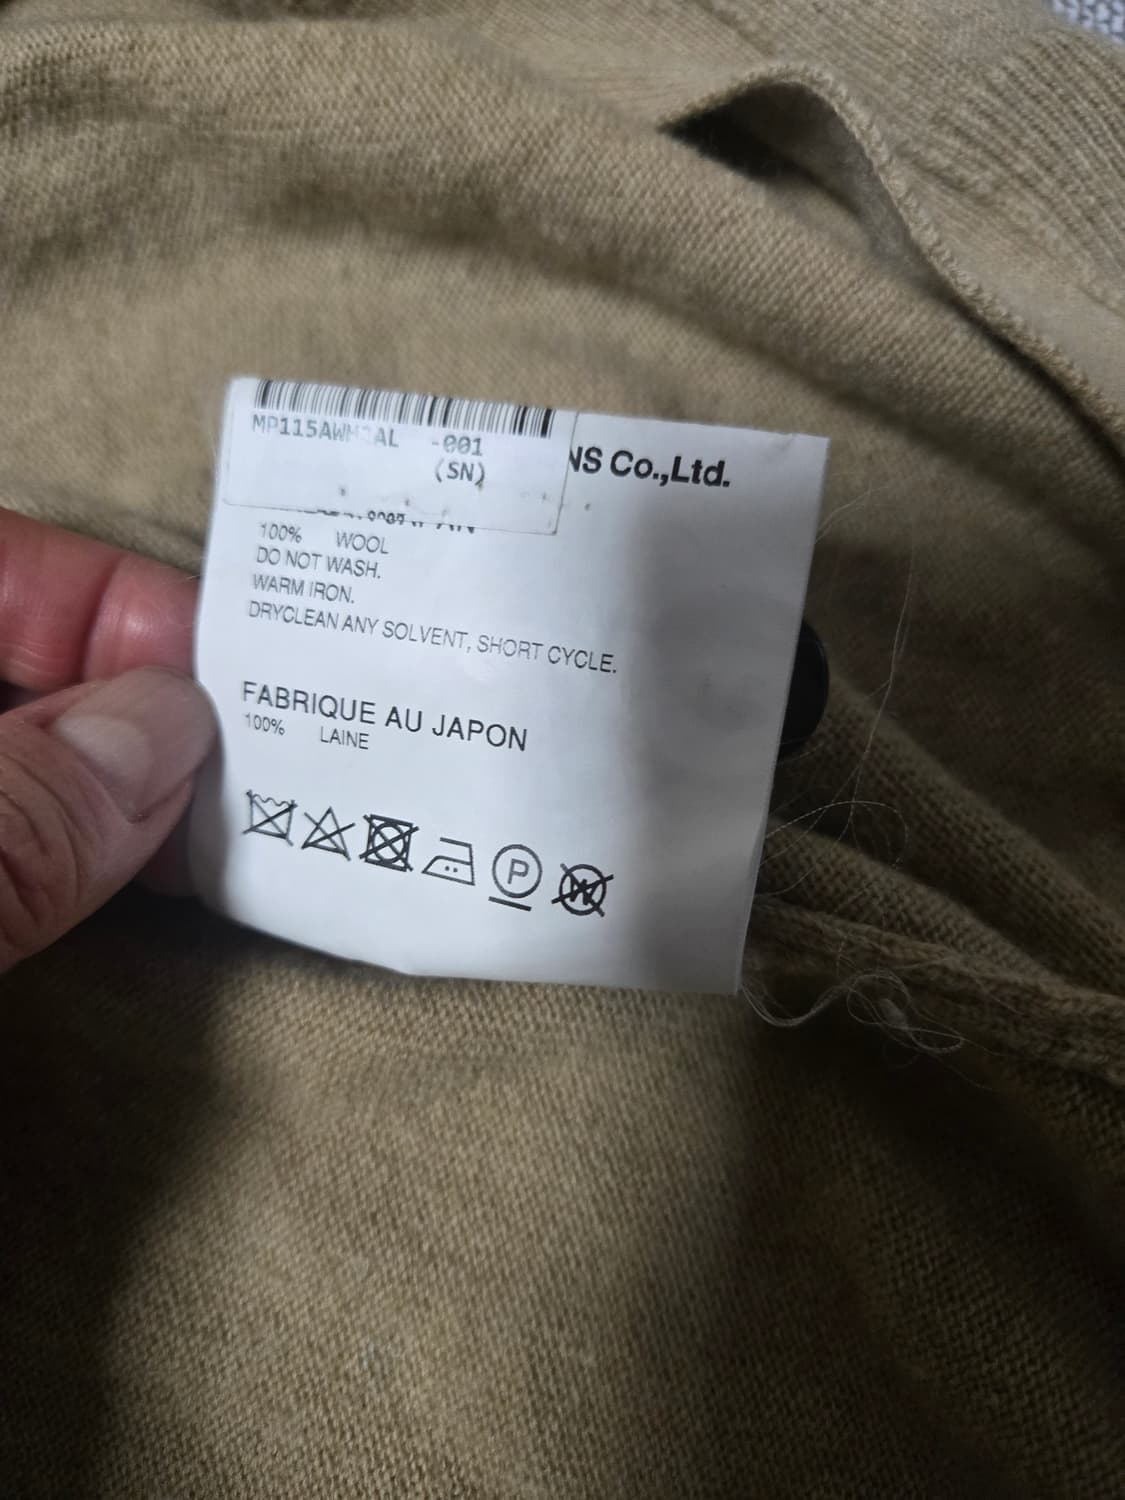 -001
(SN)
NS Co.,Ltd.
100% WOOL
DO NOT WASH.
WARM IRON.
DRYCLEAN ANY SOLVENT, SHORT CYCLE.
FABRIQUE AU JAPON
100% LAINE
P
W